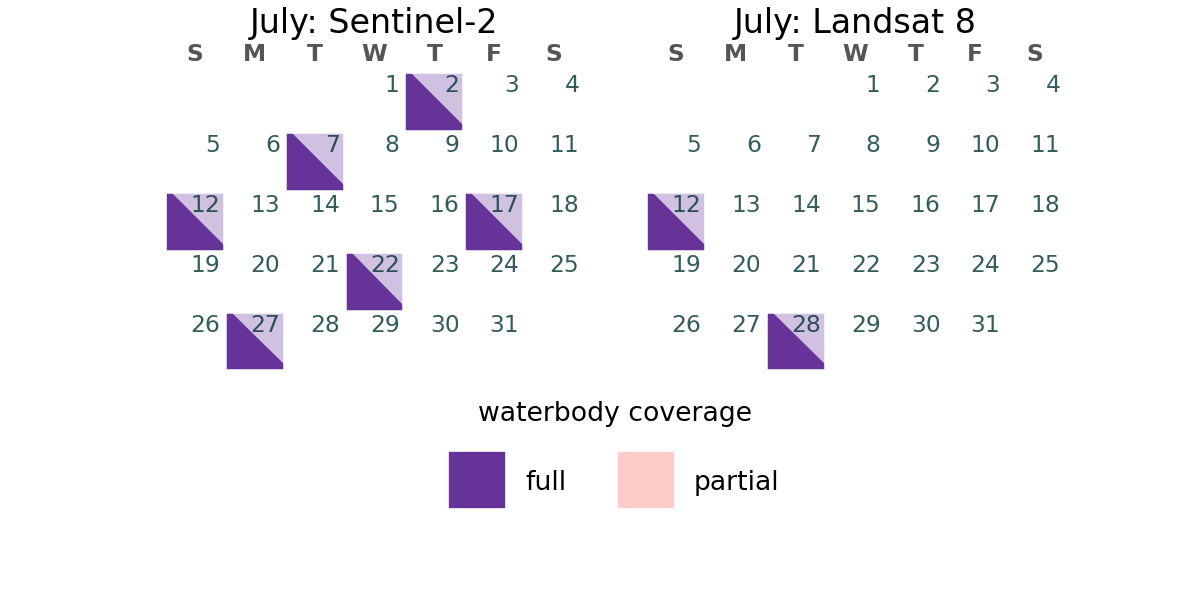 July: Sentinel-2
S M T W T F S
1 2 3 4
5 6 7 8 9 10 11
12 13 14 15 16 17 18
19 20 21 22 23 24 25
26 27 28 29 30 31
July: Landsat 8
S M T W T F S
1 2 3 4
5 6 7 8 9 10 11
12 13 14 15 16 17 18
19 20 21 22 23 24 25
26 27 28 29 30 31
waterbody coverage
full partial